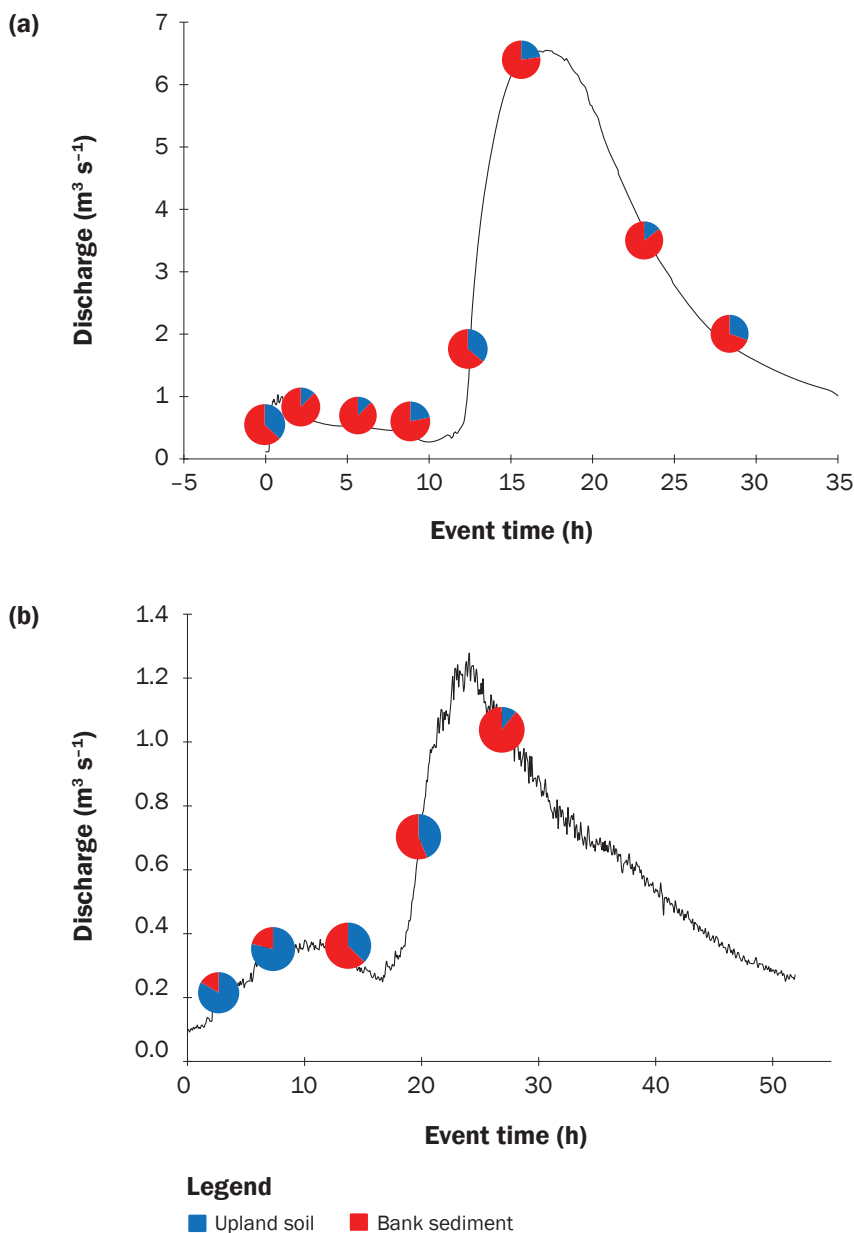 (a)
7
6
5
4
3
2
1
0
Discharge (m³ s⁻¹)
−5 0 5 10 15 20 25 30 35
Event time (h)
(b)
1.4
1.2
1.0
0.8
0.6
0.4
0.2
0.0
Discharge (m³ s⁻¹)
0 10 20 30 40 50
Event time (h)
Legend
Upland soil Bank sediment